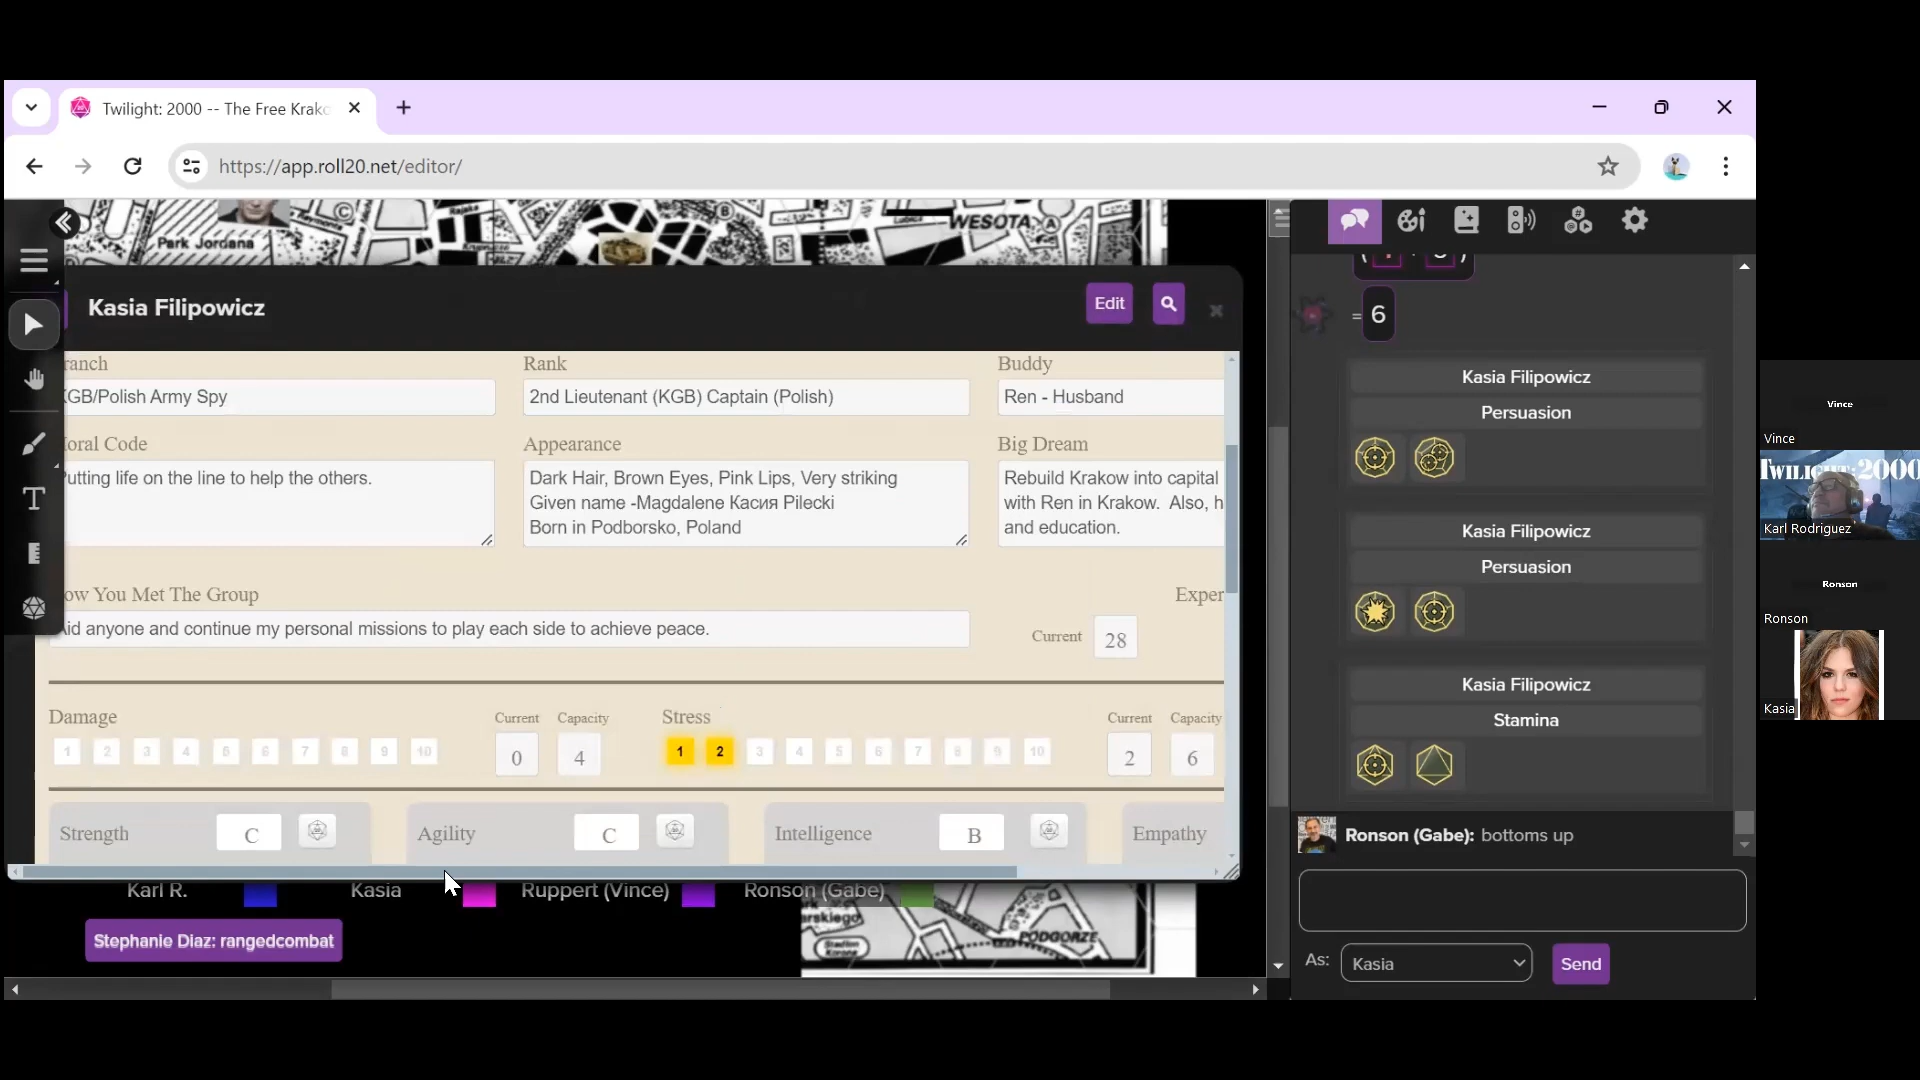 Twilight: 2000 -- The Free Krako
https://app.roll20.net/editor/
Park Jordana
WESOTA
Kasia Filipowicz
Edit
ranch
Rank
Buddy
KGB/Polish Army Spy
2nd Lieutenant (KGB) Captain (Polish)
Ren - Husband
oral Code
Appearance
Big Dream
Putting life on the line to help the others.
Dark Hair, Brown Eyes, Pink Lips, Very striking
Given name -Magdalene Касия Pilecki
Born in Podborsko, Poland
Rebuild Krakow into capital
with Ren in Krakow. Also, h
and education.
ow You Met The Group
Exper
Aid anyone and continue my personal missions to play each side to achieve peace.
Current
28
Damage
Current
Capacity
Stress
Current
Capacity
1 2 3 4 5 6 7 8 9 10
0
4
1 2 3 4 5 6 7 8 9 10
2
6
Strength
C
Agility
C
Intelligence
B
Empathy
Karl R.
Kasia
Ruppert (Vince)
Ronson (Gabe)
Stephanie Diaz: rangedcombat
PODGORZE
=6
Kasia Filipowicz
Persuasion
Kasia Filipowicz
Persuasion
Kasia Filipowicz
Stamina
Ronson (Gabe): bottoms up
As:
Kasia
Send
Vince
Vince
TWILIGHT:2000
Karl Rodriguez
Ronson
Ronson
Kasia